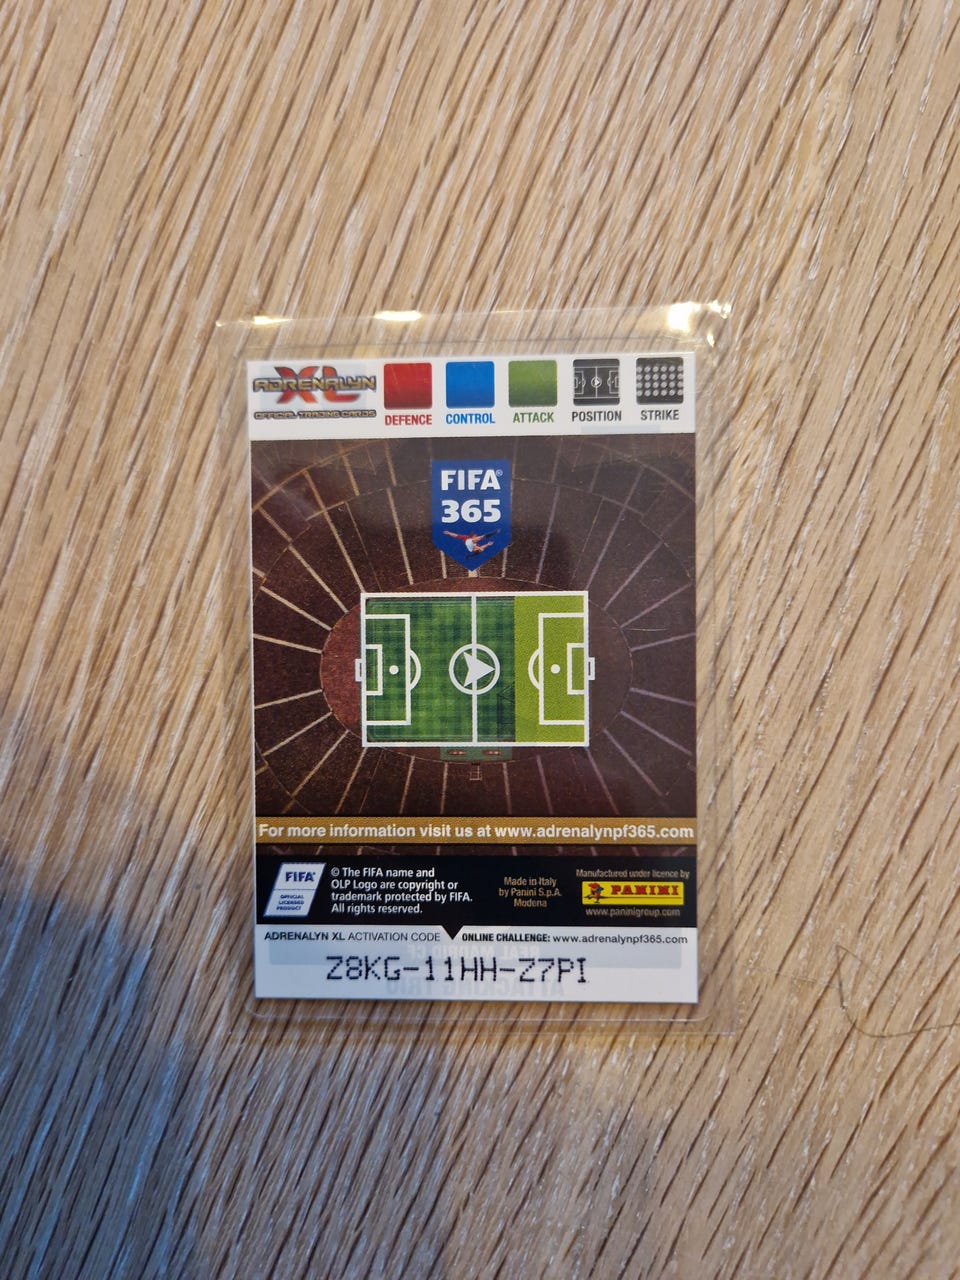 ADRENALYN XL
OFFICIAL TRADING CARDS
DEFENCE CONTROL ATTACK POSITION STRIKE
FIFA®
365
For more information visit us at www.adrenalynpf365.com
FIFA®
OFFICIAL
LICENSED
PRODUCT
© The FIFA name and
OLP Logo are copyright or
trademark protected by FIFA.
All rights reserved.
Made in Italy
by Panini S.p.A.
Modena
Manufactured under licence by
PANINI
www.paninigroup.com
ADRENALYN XL ACTIVATION CODE ONLINE CHALLENGE: www.adrenalynpf365.com
Z8KG-11HH-Z7PI